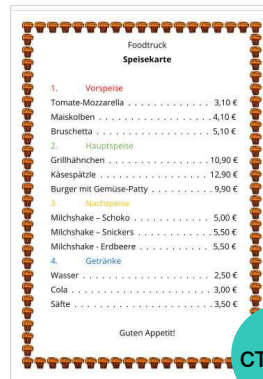 Foodtruck
Speisekarte
1. Vorspeise
Tomate-Mozzarella . . . . . . . . . . . . 3,10 €
Maiskolben . . . . . . . . . . . . . . . . . . 4,10 €
Bruschetta . . . . . . . . . . . . . . . . . . 5,10 €
2. Hauptspeise
Grillhähnchen . . . . . . . . . . . . . . . 10,90 €
Käsespätzle . . . . . . . . . . . . . . . . 12,90 €
Burger mit Gemüse-Patty . . . . . . . . . 9,90 €
3. Nachspeise
Milchshake – Schoko . . . . . . . . . . 5,00 €
Milchshake – Snickers . . . . . . . . . . 5,50 €
Milchshake - Erdbeere . . . . . . . . . . 5,50 €
4. Getränke
Wasser . . . . . . . . . . . . . . . . . . . . 2,50 €
Cola . . . . . . . . . . . . . . . . . . . . . . 3,00 €
Säfte . . . . . . . . . . . . . . . . . . . . . 3,50 €
Guten Appetit!
CT